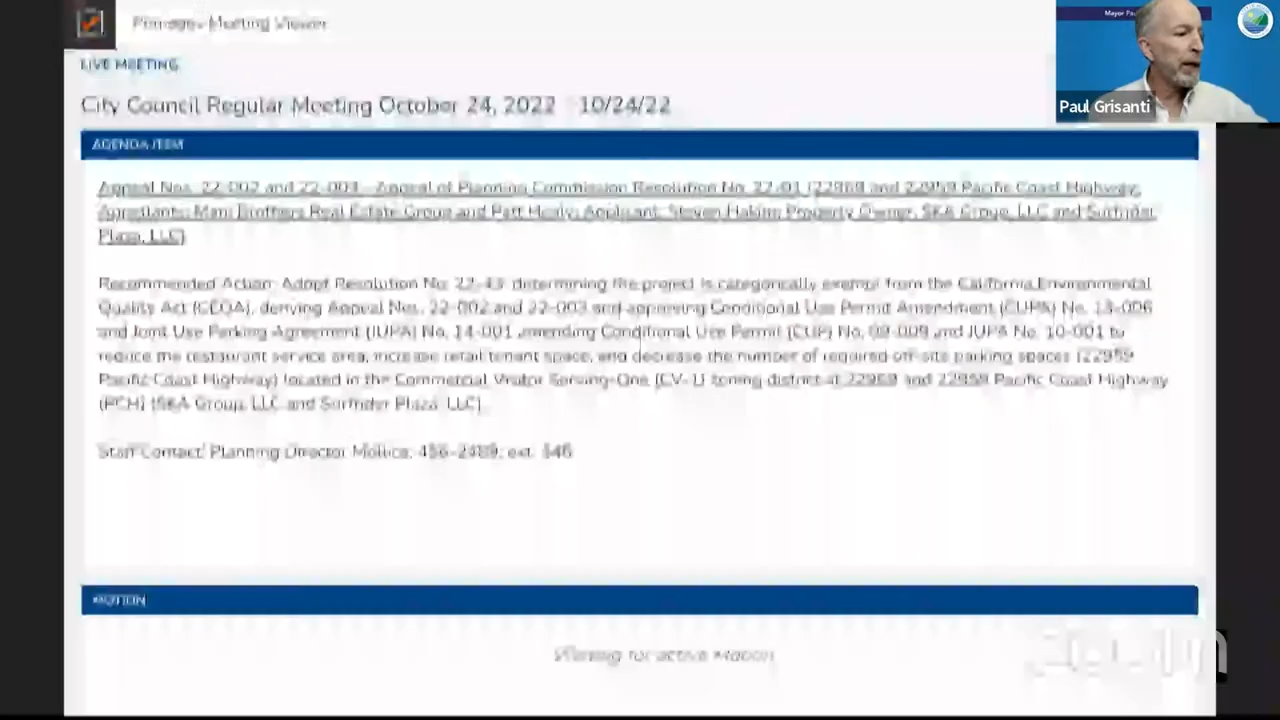 Primegov Meeting Viewer
Mayor Pau
LIVE MEETING
City Council Regular Meeting October 24, 2022 10/24/22
Paul Grisanti
AGENDA ITEM
Appeal Nos. 22-002 and 22-003 - Appeal of Planning Commission Resolution No. 22-01 (22969 and 22959 Pacific Coast Highway;
Appellants: Mani Brothers Real Estate Group and Patt Healy; Applicant: Steven Hakim; Property Owner, SKA Group, LLC and Surfrider
Plaza, LLC)
Recommended Action: Adopt Resolution No. 22-43 determining the project is categorically exempt from the California Environmental
Quality Act (CEQA), denying Appeal Nos. 22-002 and 22-003 and approving Conditional Use Permit Amendment (CUPA) No. 13-006
and Joint Use Parking Agreement (JUPA) No. 14-001 amending Conditional Use Permit (CUP) No. 09-009 and JUPA No. 10-001 to
reduce the restaurant service area, increase retail tenant space, and decrease the number of required off-site parking spaces (22959
Pacific Coast Highway) located in the Commercial Visitor Serving-One (CV-1) zoning district at 22969 and 22959 Pacific Coast Highway
(PCH) (SKA Group, LLC and Surfrider Plaza, LLC)
Staff Contact: Planning Director Mollica, 456-2489, ext. 346
MOTION
Waiting for active Motion
zoom